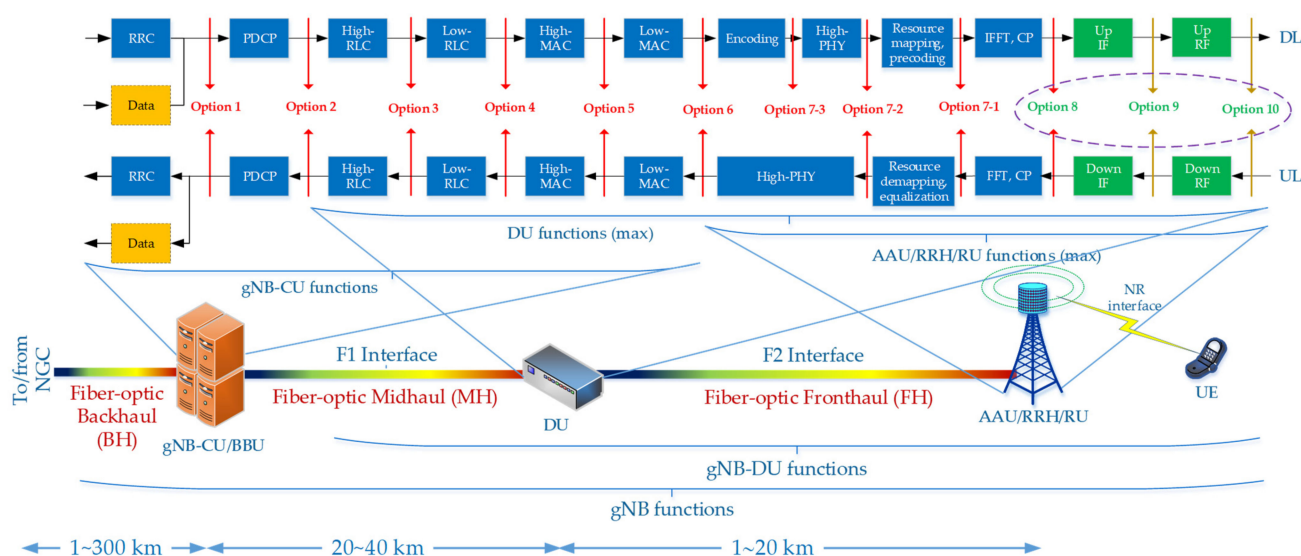 RRC
PDCP
High-
RLC
Low-
RLC
High-
MAC
Low-
MAC
Encoding
High-
PHY
Resource
mapping,
precoding
IFFT, CP
Up
IF
Up
RF
DL
Data
Option 1
Option 2
Option 3
Option 4
Option 5
Option 6
Option 7-3
Option 7-2
Option 7-1
Option 8
Option 9
Option 10
RRC
PDCP
High-
RLC
Low-
RLC
High-
MAC
Low-
MAC
High-PHY
Resource
demapping,
equalization
FFT, CP
Down
IF
Down
RF
UL
Data
DU functions (max)
AAU/RRH/RU functions (max)
gNB-CU functions
NR
interface
To/from
NGC
F1 Interface
F2 Interface
Fiber-optic
Backhaul
(BH)
Fiber-optic Midhaul (MH)
Fiber-optic Fronthaul (FH)
gNB-CU/BBU
DU
AAU/RRH/RU
UE
gNB-DU functions
gNB functions
1~300 km
20~40 km
1~20 km